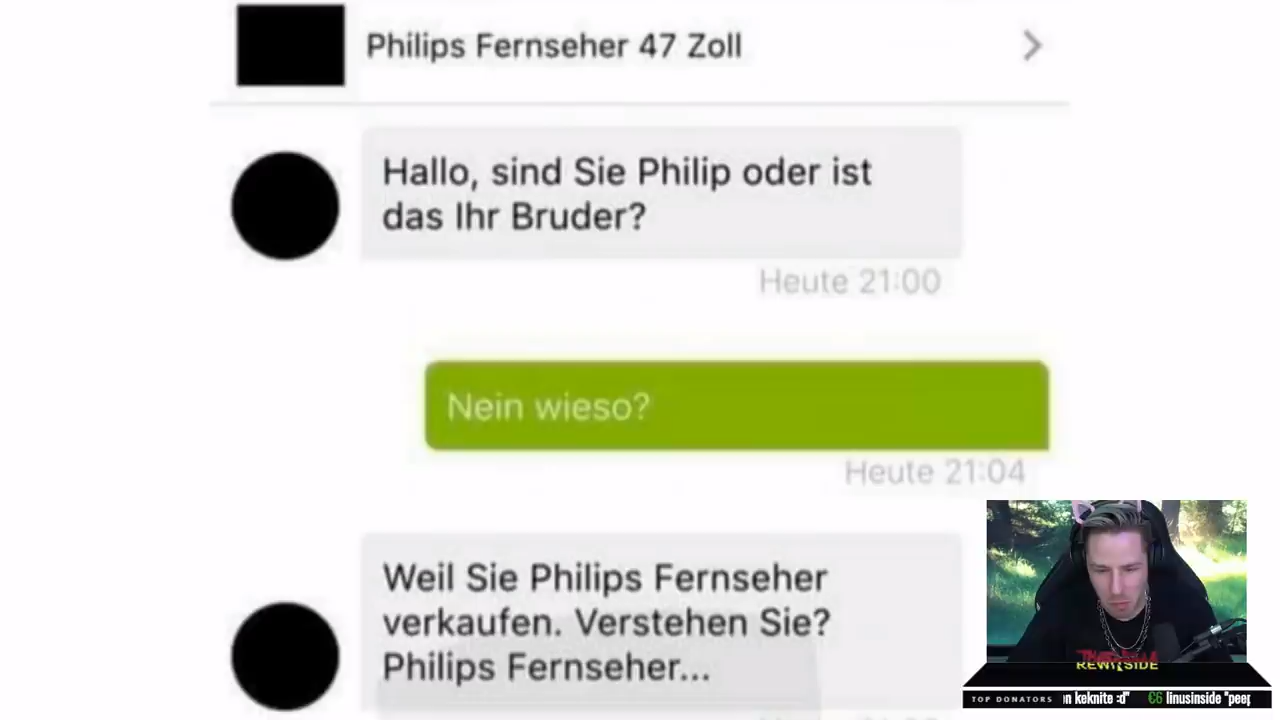 Philips Fernseher 47 Zoll
Hallo, sind Sie Philip oder ist
das Ihr Bruder?
Heute 21:00
Nein wieso?
Heute 21:04
Weil Sie Philips Fernseher
verkaufen. Verstehen Sie?
Philips Fernseher...
REWINSIDE
TOP DONATORS n keknite :d" €6 linusinside "peep